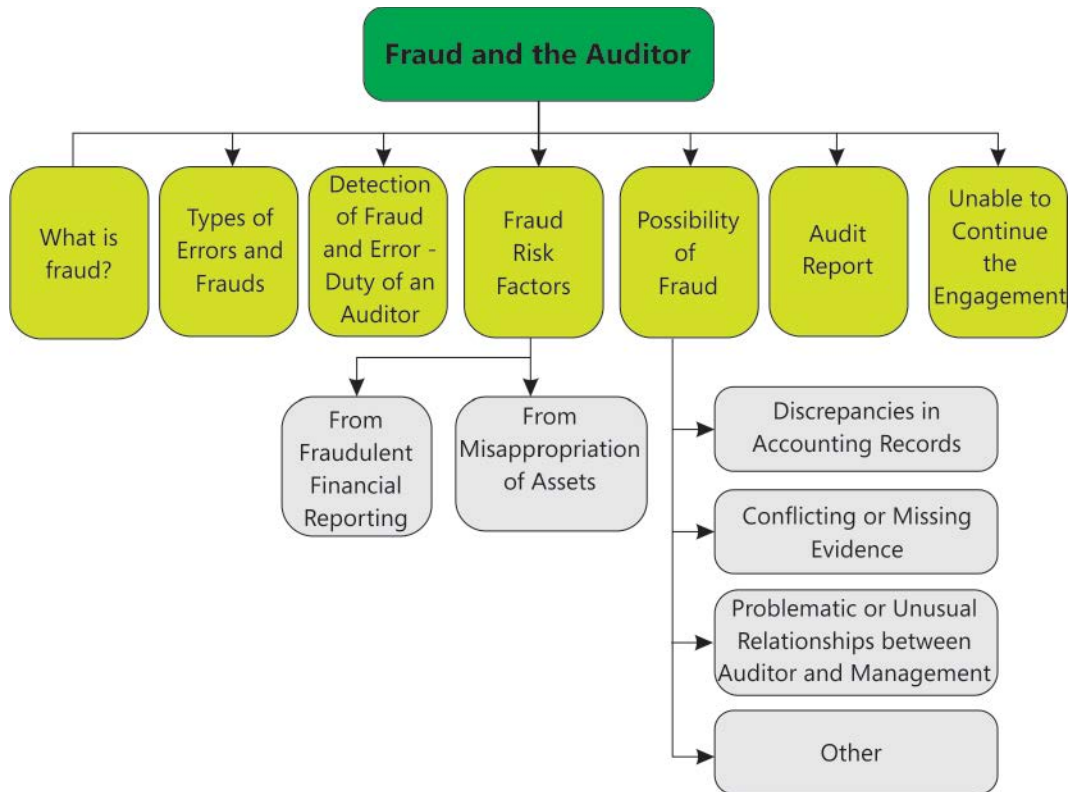 Fraud and the Auditor
What is
fraud?
Types of
Errors and
Frauds
Detection
of Fraud
and Error -
Duty of an
Auditor
Fraud
Risk
Factors
Possibility
of
Fraud
Audit
Report
Unable to
Continue
the
Engagement
From
Fraudulent
Financial
Reporting
From
Misappropriation
of Assets
Discrepancies in
Accounting Records
Conflicting or Missing
Evidence
Problematic or Unusual
Relationships between
Auditor and Management
Other